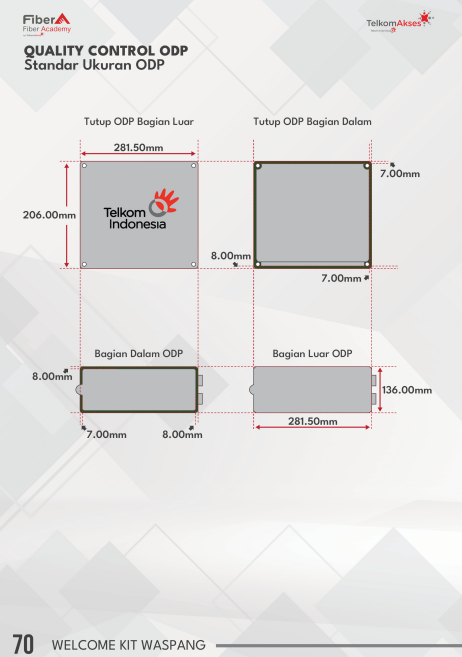 FiberA
Fiber Academy
TelkomAkses
QUALITY CONTROL ODP
Standar Ukuran ODP
Tutup ODP Bagian Luar
Tutup ODP Bagian Dalam
281.50mm
7.00mm
206.00mm
Telkom
Indonesia
8.00mm
7.00mm
Bagian Dalam ODP
Bagian Luar ODP
8.00mm
136.00mm
281.50mm
7.00mm
8.00mm
70
WELCOME KIT WASPANG